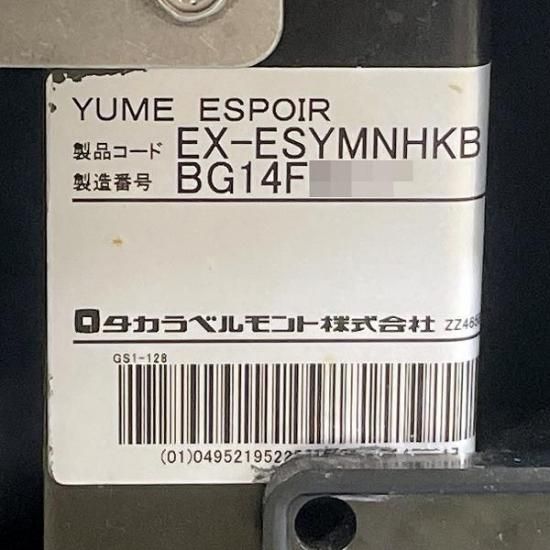 YUME ESPOIR
製品コード EX-ESYMNHKB
製造番号 BG14F
タカラベルモント株式会社
GS1-128